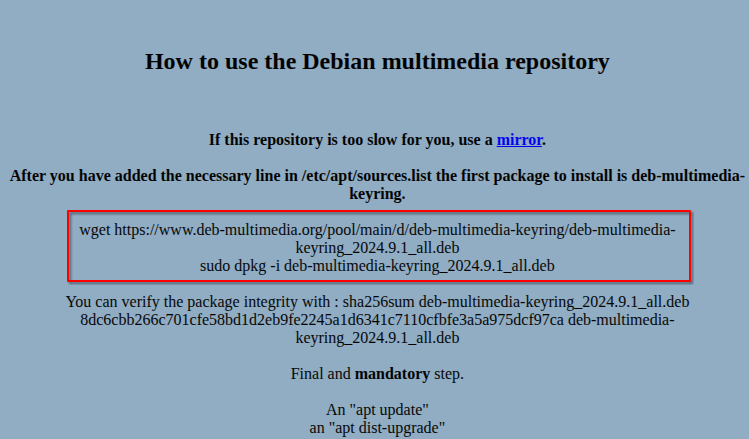 How to use the Debian multimedia repository
If this repository is too slow for you, use a mirror.
After you have added the necessary line in /etc/apt/sources.list the first package to install is deb-multimedia-
keyring.
wget https://www.deb-multimedia.org/pool/main/d/deb-multimedia-keyring/deb-multimedia-
keyring_2024.9.1_all.deb
sudo dpkg -i deb-multimedia-keyring_2024.9.1_all.deb
You can verify the package integrity with : sha256sum deb-multimedia-keyring_2024.9.1_all.deb
8dc6cbb266c701cfe58bd1d2eb9fe2245a1d6341c7110cfbfe3a5a975dcf97ca deb-multimedia-
keyring_2024.9.1_all.deb
Final and mandatory step.
An "apt update"
an "apt dist-upgrade"